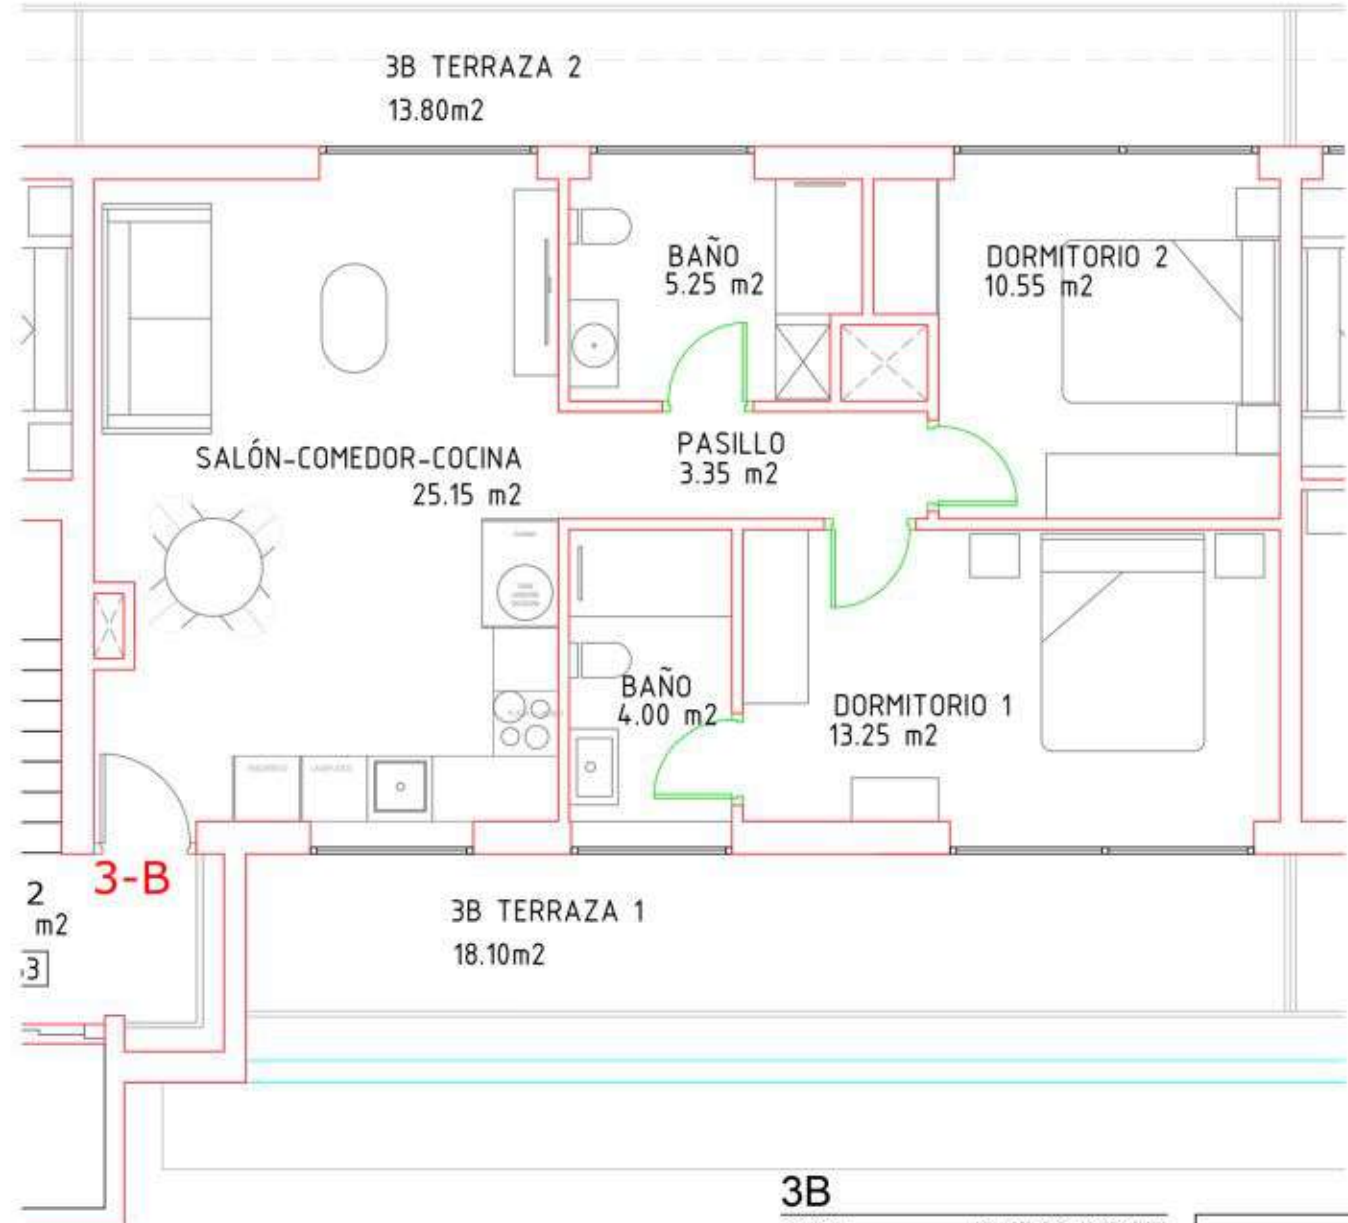 3B TERRAZA 2
13.80m2
BAÑO
5.25 m2
DORMITORIO 2
10.55 m2
SALÓN-COMEDOR-COCINA
25.15 m2
PASILLO
3.35 m2
BAÑO
4.00 m2
DORMITORIO 1
13.25 m2
3-B
2
m2
3
3B TERRAZA 1
18.10m2
3B